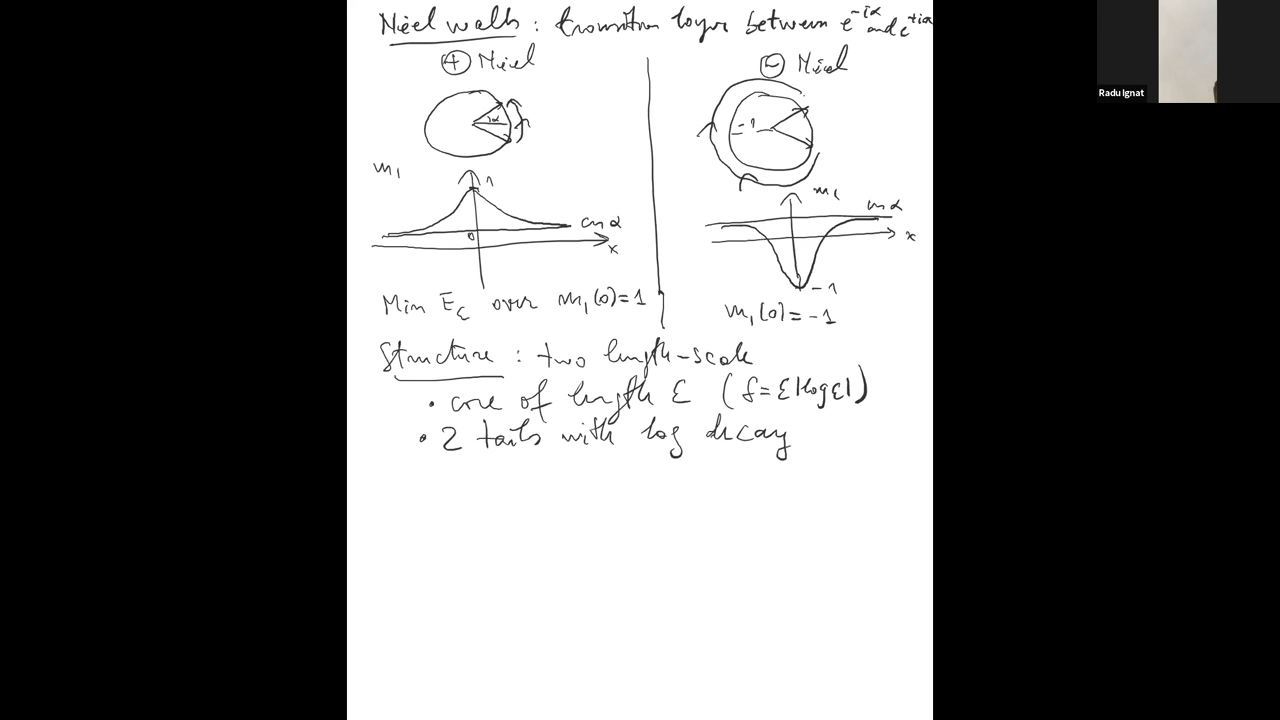 Néel walls : transition layer between e^{-iα} and e^{+iα}
⊕ Néel
⊖ Néel
α
-1
m₁
1
cos α
0
x
m₁
cos α
x
-1
Min E_ε over m₁(0)=1
m₁(0)=-1
Structure : two length-scale
• core of length ε (δ=ε|log ε|)
• 2 tails with log decay
Radu Ignat